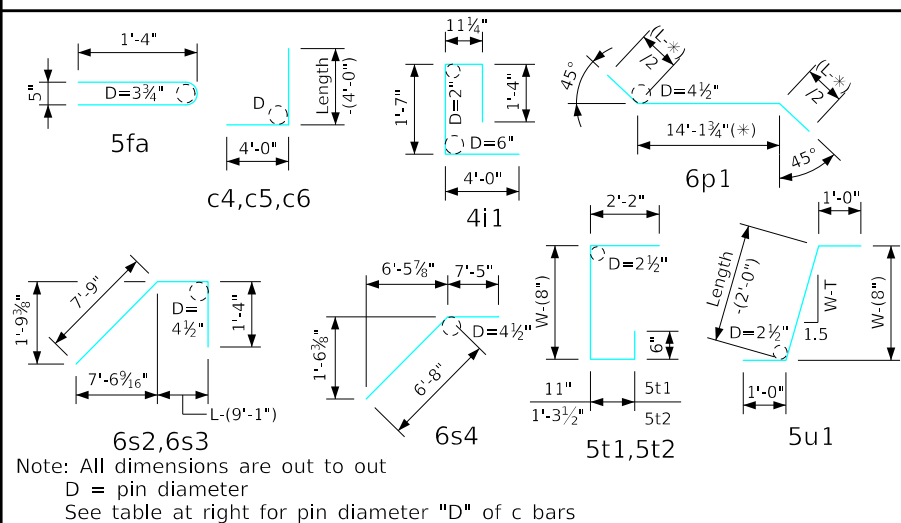 1'-4"
5"
D=3¾"
5fa
D
Length
-(4'-0")
4'-0"
c4,c5,c6
11¼"
1'-7"
D=2"
1'-4"
D=6"
4'-0"
4i1
45°
(L-✳)
/2
D=4½"
14'-1¾"(✳)
(L-✳)
/2
45°
6p1
1'-9⅜"
7'-9"
D=
4½"
1'-4"
7'-6⁹⁄₁₆"
L-(9'-1")
6s2,6s3
6'-5⅞"
7'-5"
1'-6⅜"
D=4½"
6'-8"
6s4
2'-2"
W-(8")
D=2½"
6"
11"
5t1
1'-3½"
5t2
5t1,5t2
1'-0"
Length
-(2'-0")
W-T
1.5
W-(8")
D=2½"
1'-0"
5u1
Note: All dimensions are out to out
D = pin diameter
See table at right for pin diameter "D" of c bars